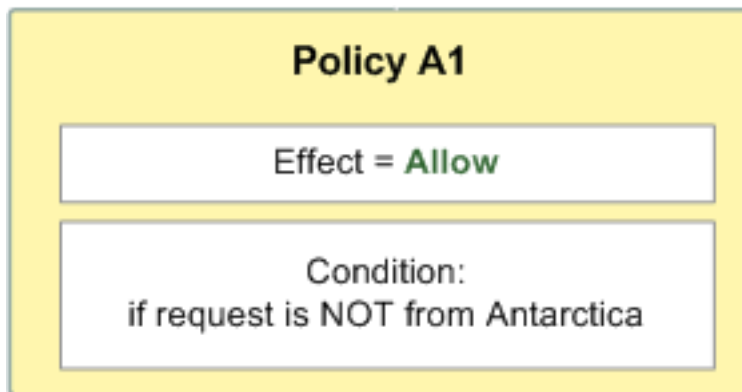 Policy A1
Effect = Allow
Condition:
if request is NOT from Antarctica